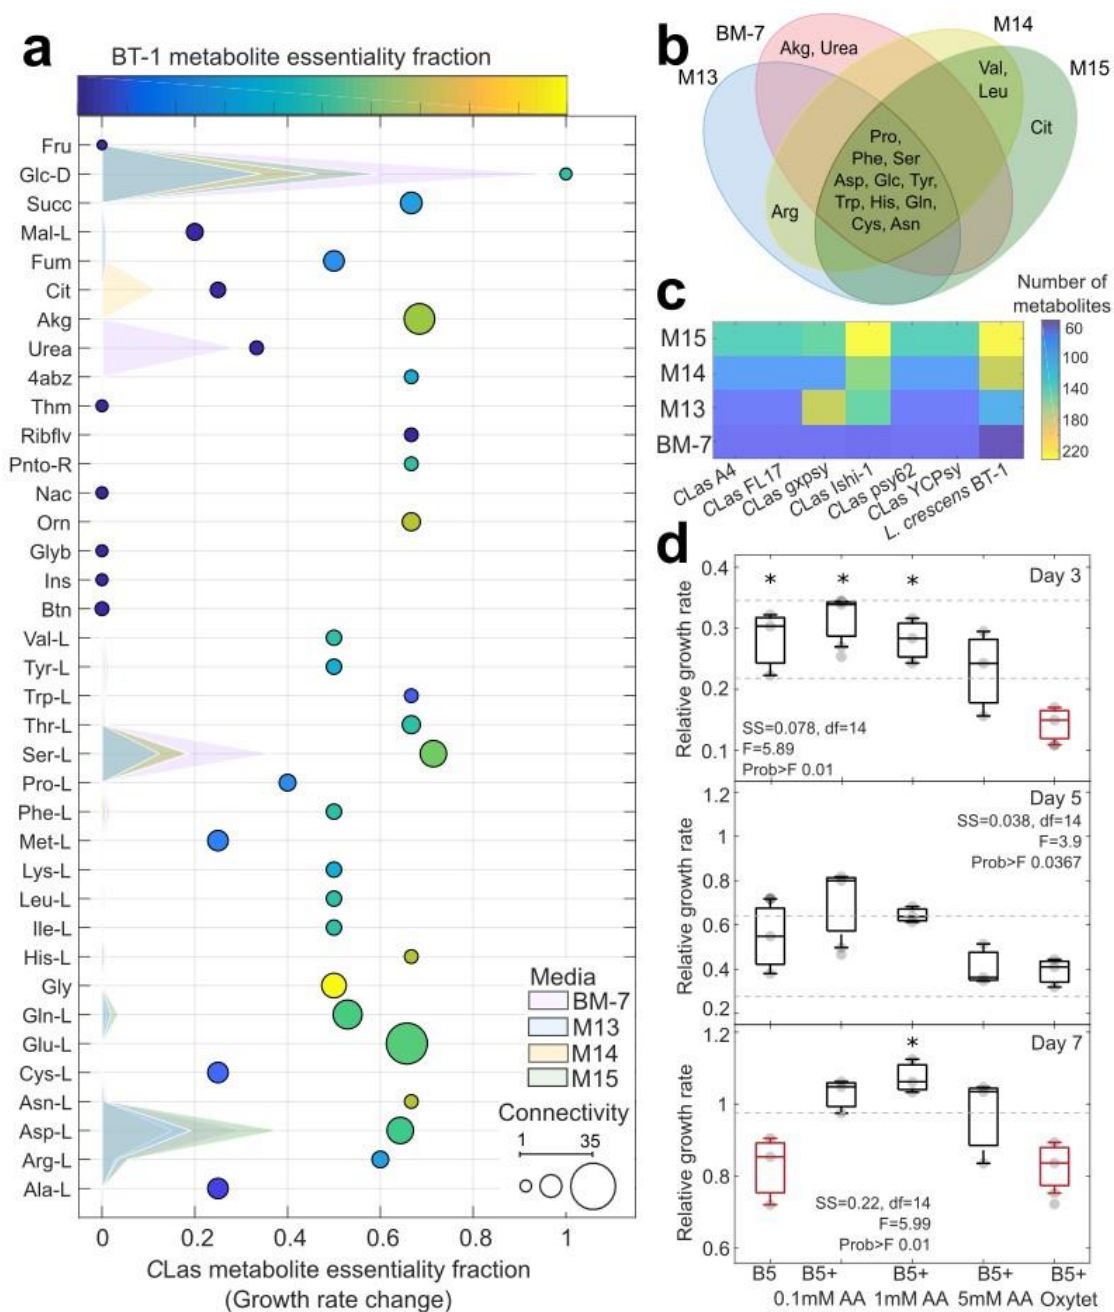 a
BT-1 metabolite essentiality fraction
Fru
Glc-D
Succ
Mal-L
Fum
Cit
Akg
Urea
4abz
Thm
Ribflv
Pnto-R
Nac
Orn
Glyb
Ins
Btn
Val-L
Tyr-L
Trp-L
Thr-L
Ser-L
Pro-L
Phe-L
Met-L
Lys-L
Leu-L
Ile-L
His-L
Gly
Gln-L
Glu-L
Cys-L
Asn-L
Asp-L
Arg-L
Ala-L
0 0.2 0.4 0.6 0.8 1
CLas metabolite essentiality fraction
(Growth rate change)
Media
BM-7
M13
M14
M15
Connectivity
1 35
b
BM-7
M14
M13
M15
Akg, Urea
Val,
Leu
Cit
Pro,
Phe, Ser
Asp, Glc, Tyr,
Trp, His, Gln,
Cys, Asn
Arg
c
Number of
metabolites
M15
M14
M13
BM-7
60
100
140
180
220
CLas A4
CLas FL17
CLas gxpsy
CLas Ishi-1
CLas psy62
CLas YCPsy
L. crescens BT-1
d
Relative growth rate
0.4
0.3
0.2
0.1
* * *
Day 3
SS=0.078, df=14
F=5.89
Prob>F 0.01
Relative growth rate
1.2
1
0.8
0.6
0.4
0.2
Day 5
SS=0.038, df=14
F=3.9
Prob>F 0.0367
Relative growth rate
1.2
1
0.8
0.6
*
Day 7
SS=0.22, df=14
F=5.99
Prob>F 0.01
B5 B5+ B5+ B5+ B5+
0.1mM AA 1mM AA 5mM AA Oxytet